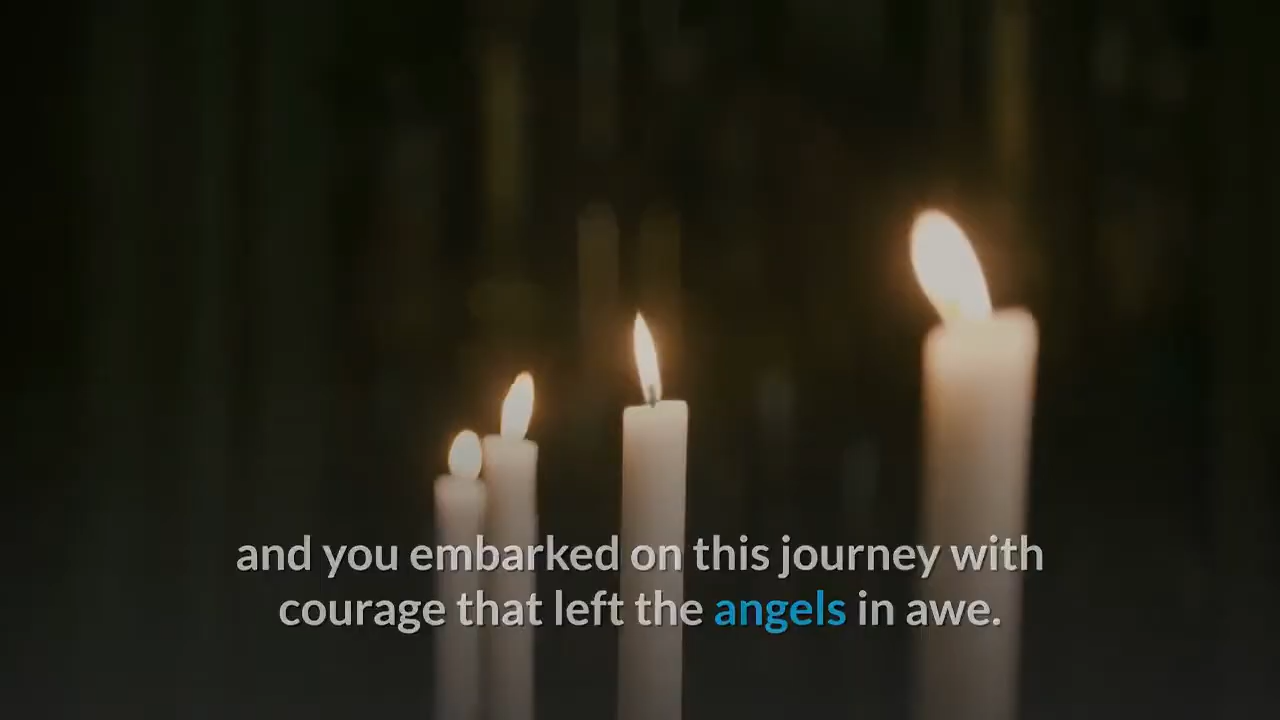 and you embarked on this journey with
courage that left the angels in awe.